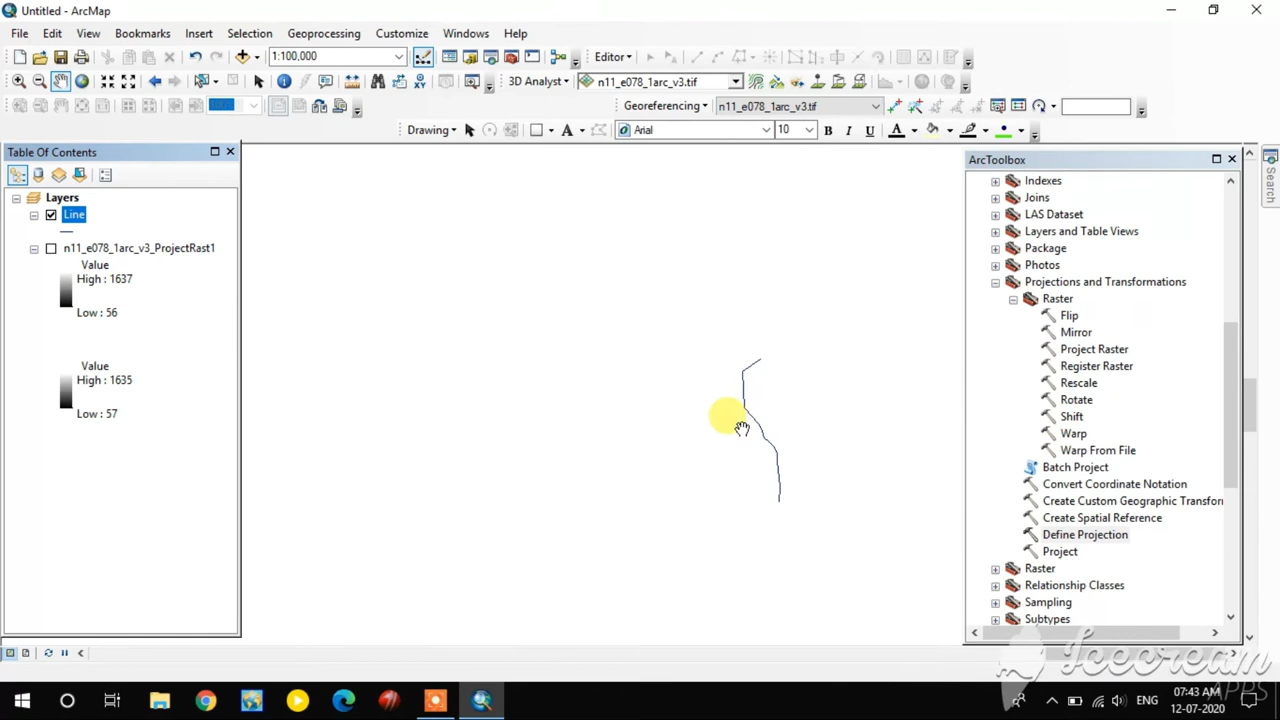 Untitled - ArcMap
File Edit View Bookmarks Insert Selection Geoprocessing Customize Windows Help
1:100,000 Editor
3D Analyst n11_e078_1arc_v3.tif
Georeferencing n11_e078_1arc_v3.tif
Drawing A Arial 10 B I U A
Table Of Contents
Layers
Line
n11_e078_1arc_v3_ProjectRast1
Value
High : 1637
Low : 56
Value
High : 1635
Low : 57
ArcToolbox
Indexes
Joins
LAS Dataset
Layers and Table Views
Package
Photos
Projections and Transformations
Raster
Flip
Mirror
Project Raster
Register Raster
Rescale
Rotate
Shift
Warp
Warp From File
Batch Project
Convert Coordinate Notation
Create Custom Geographic Transfor
Create Spatial Reference
Define Projection
Project
Raster
Relationship Classes
Sampling
Subtypes
Search
Icecream
APPS
ENG
07:43 AM
12-07-2020